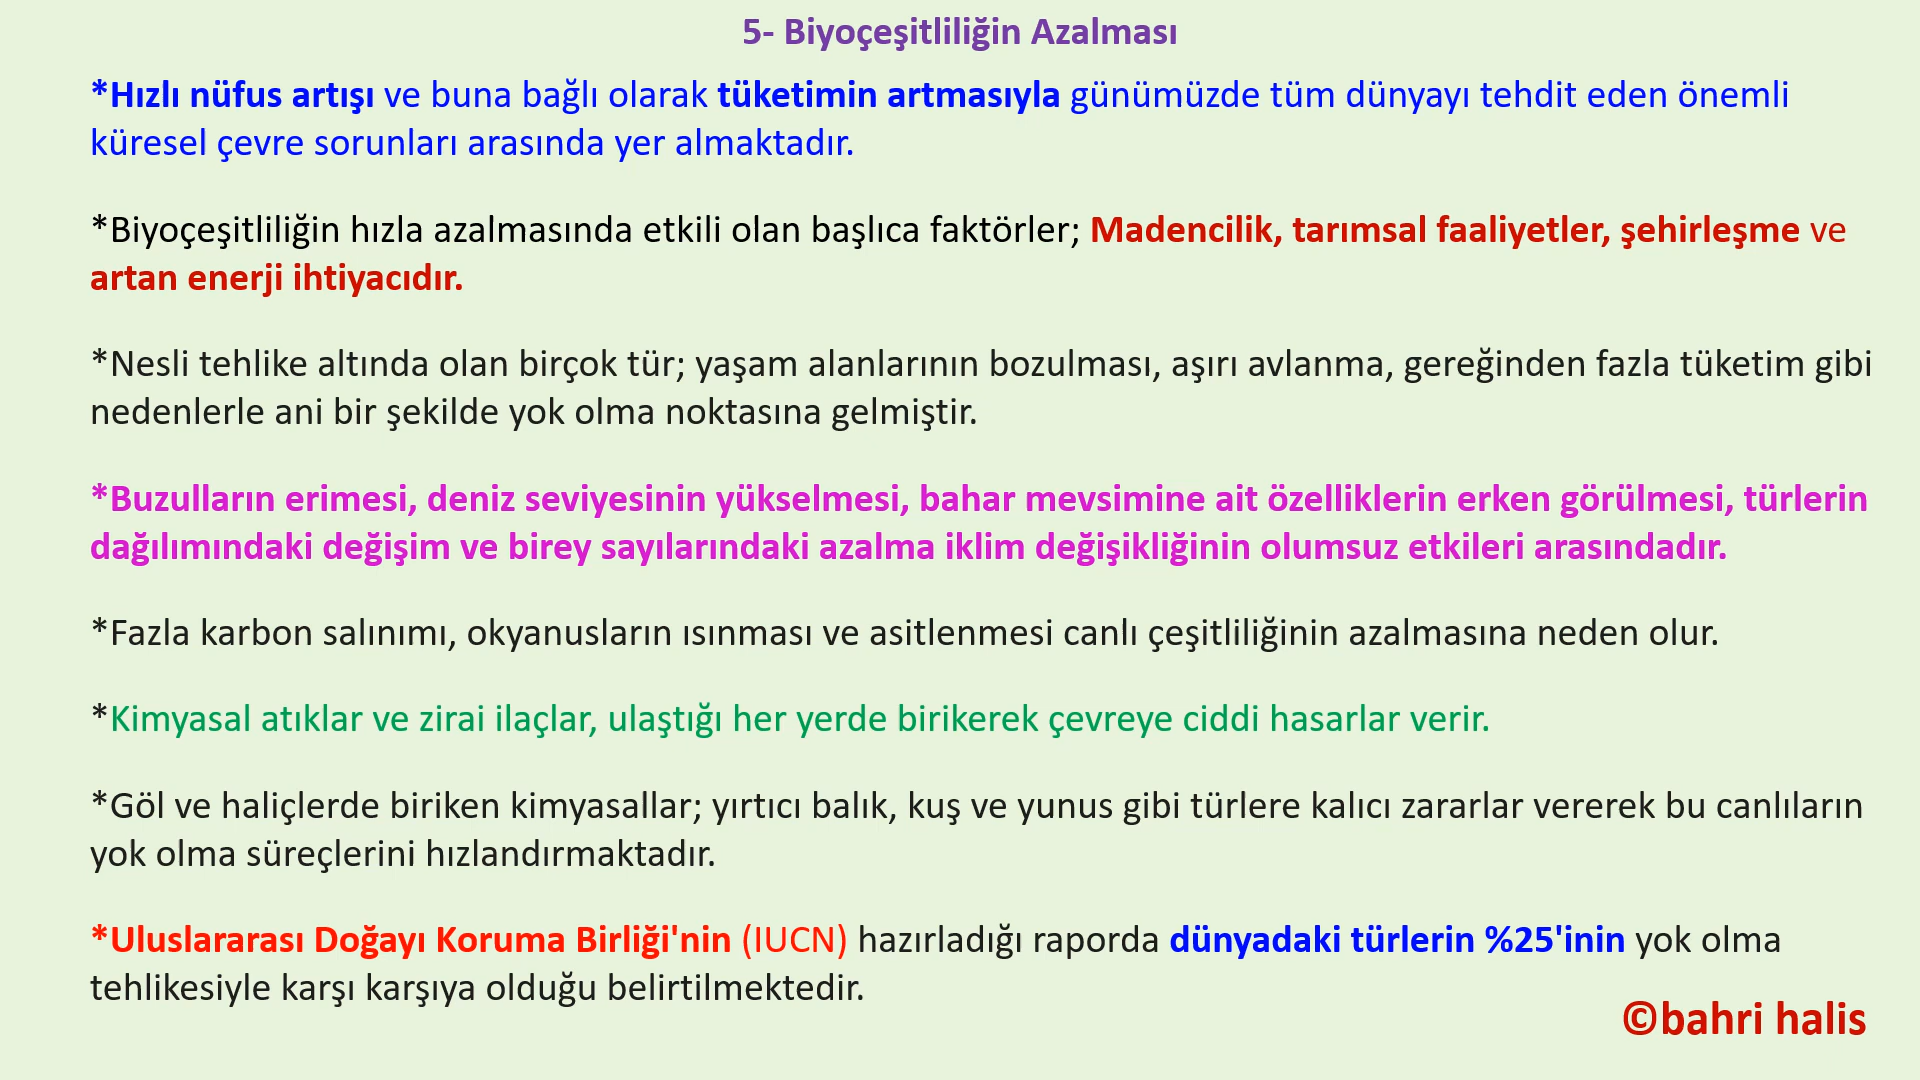 5- Biyoçeşitliliğin Azalması
*Hızlı nüfus artışı ve buna bağlı olarak tüketimin artmasıyla günümüzde tüm dünyayı tehdit eden önemli
küresel çevre sorunları arasında yer almaktadır.
*Biyoçeşitliliğin hızla azalmasında etkili olan başlıca faktörler; Madencilik, tarımsal faaliyetler, şehirleşme ve
artan enerji ihtiyacıdır.
*Nesli tehlike altında olan birçok tür; yaşam alanlarının bozulması, aşırı avlanma, gereğinden fazla tüketim gibi
nedenlerle ani bir şekilde yok olma noktasına gelmiştir.
*Buzulların erimesi, deniz seviyesinin yükselmesi, bahar mevsimine ait özelliklerin erken görülmesi, türlerin
dağılımındaki değişim ve birey sayılarındaki azalma iklim değişikliğinin olumsuz etkileri arasındadır.
*Fazla karbon salınımı, okyanusların ısınması ve asitlenmesi canlı çeşitliliğinin azalmasına neden olur.
*Kimyasal atıklar ve zirai ilaçlar, ulaştığı her yerde birikerek çevreye ciddi hasarlar verir.
*Göl ve haliçlerde biriken kimyasallar; yırtıcı balık, kuş ve yunus gibi türlere kalıcı zararlar vererek bu canlıların
yok olma süreçlerini hızlandırmaktadır.
*Uluslararası Doğayı Koruma Birliği'nin (IUCN) hazırladığı raporda dünyadaki türlerin %25'inin yok olma
tehlikesiyle karşı karşıya olduğu belirtilmektedir.
©bahri halis